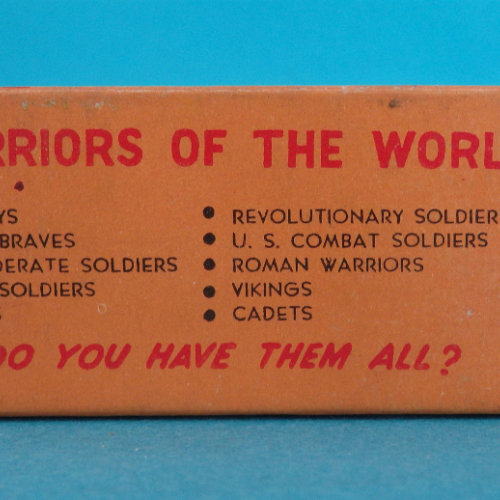 RRIORS OF THE WORL
YS
BRAVES
DERATE SOLDIERS
SOLDIERS
S
• REVOLUTIONARY SOLDIER
• U. S. COMBAT SOLDIERS
• ROMAN WARRIORS
• VIKINGS
• CADETS
DO YOU HAVE THEM ALL?